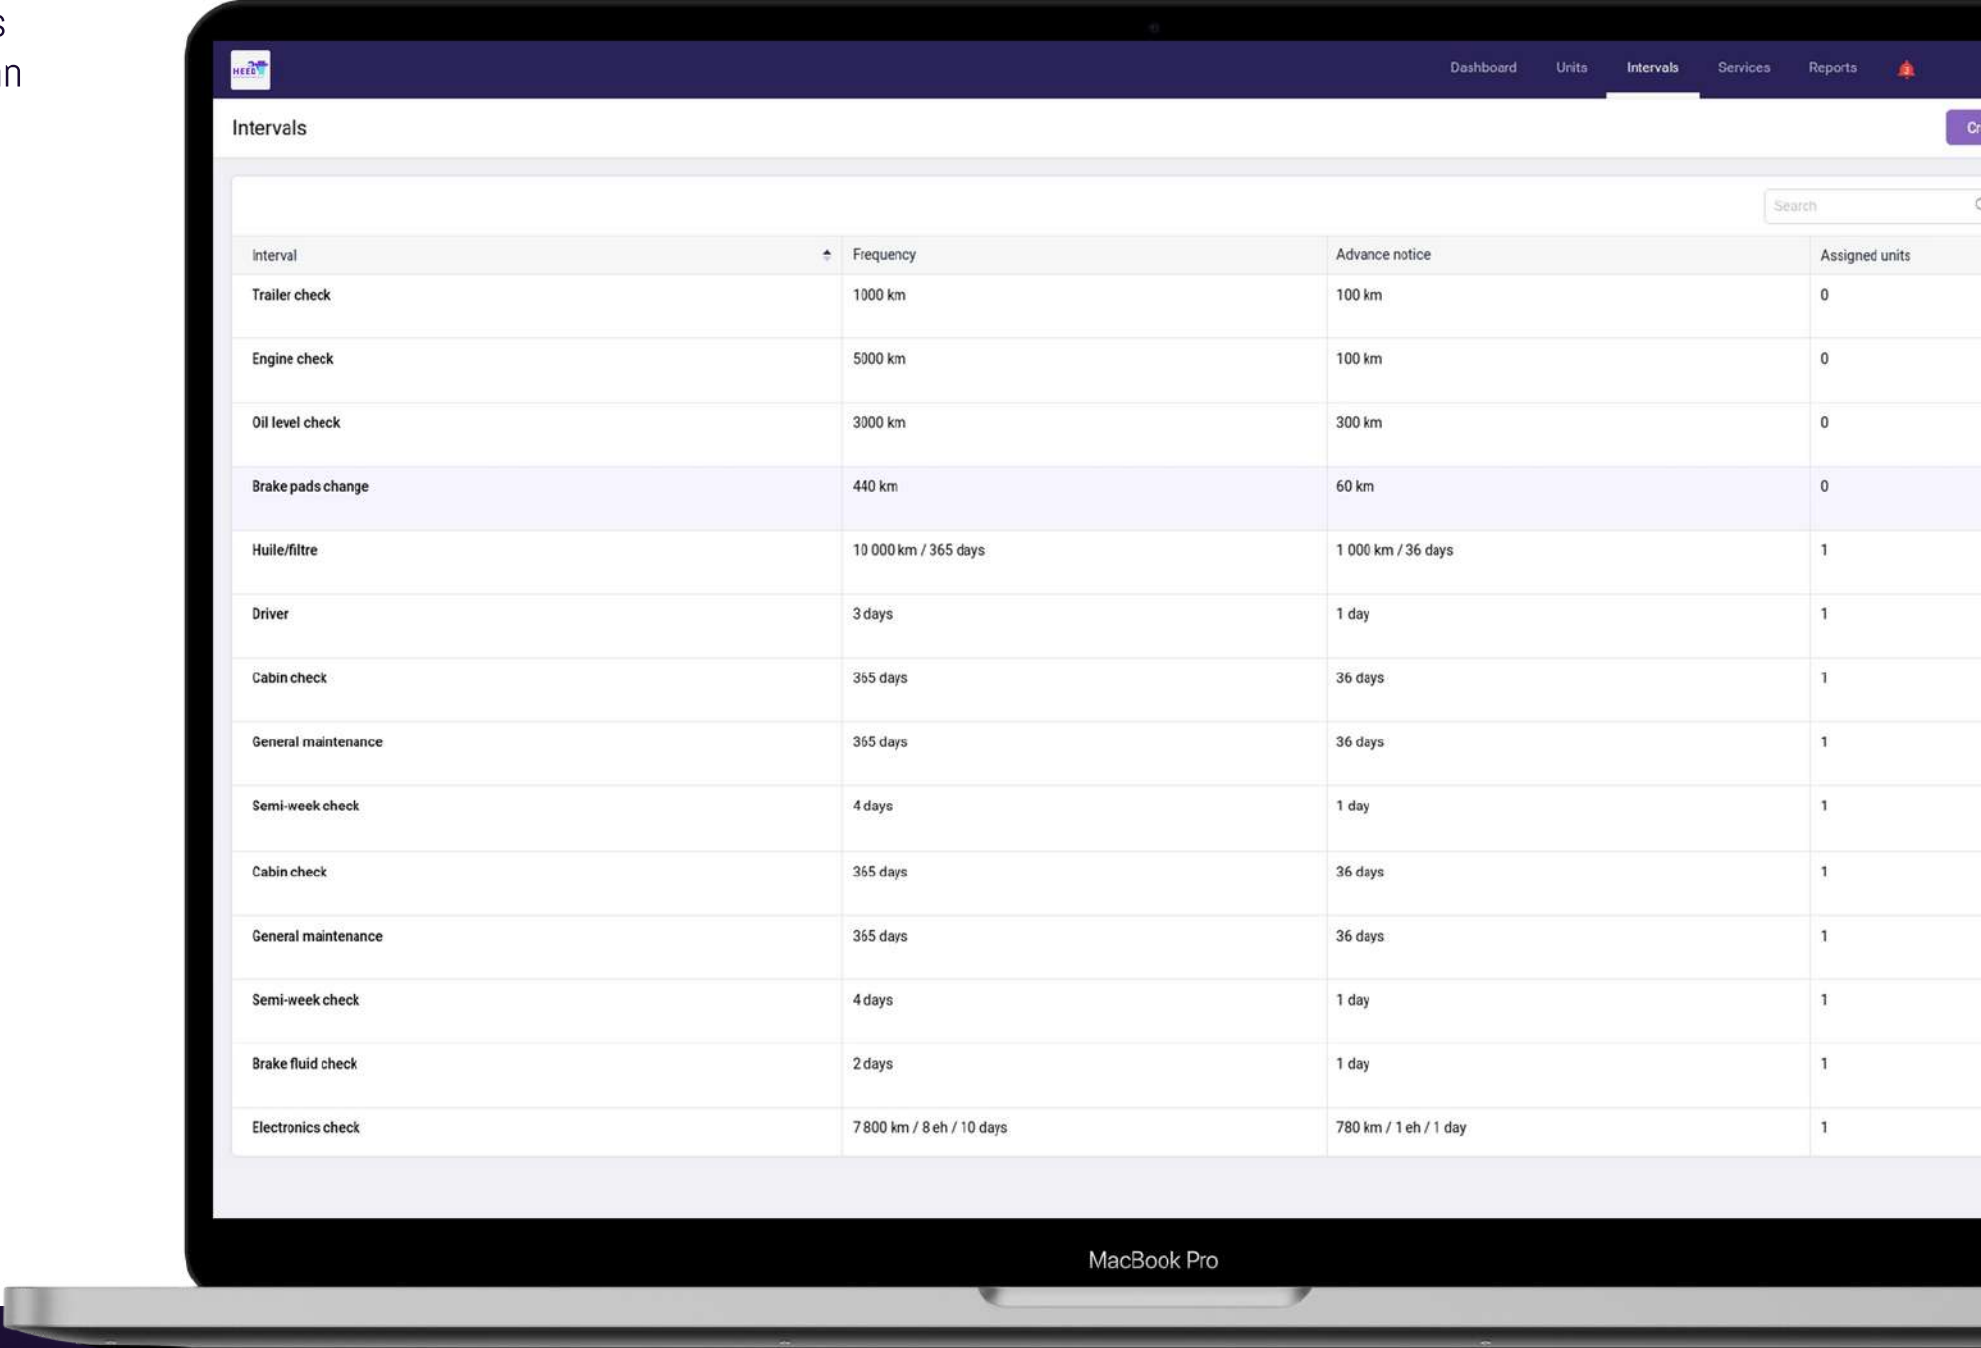 s
n
HEED
Dashboard Units Intervals Services Reports 3
Intervals
Cr
Search
Interval Frequency Advance notice Assigned units
Trailer check 1000 km 100 km 0
Engine check 5000 km 100 km 0
Oil level check 3000 km 300 km 0
Brake pads change 440 km 60 km 0
Huile/filtre 10 000 km / 365 days 1 000 km / 36 days 1
Driver 3 days 1 day 1
Cabin check 365 days 36 days 1
General maintenance 365 days 36 days 1
Semi-week check 4 days 1 day 1
Cabin check 365 days 36 days 1
General maintenance 365 days 36 days 1
Semi-week check 4 days 1 day 1
Brake fluid check 2 days 1 day 1
Electronics check 7 800 km / 8 eh / 10 days 780 km / 1 eh / 1 day 1
MacBook Pro